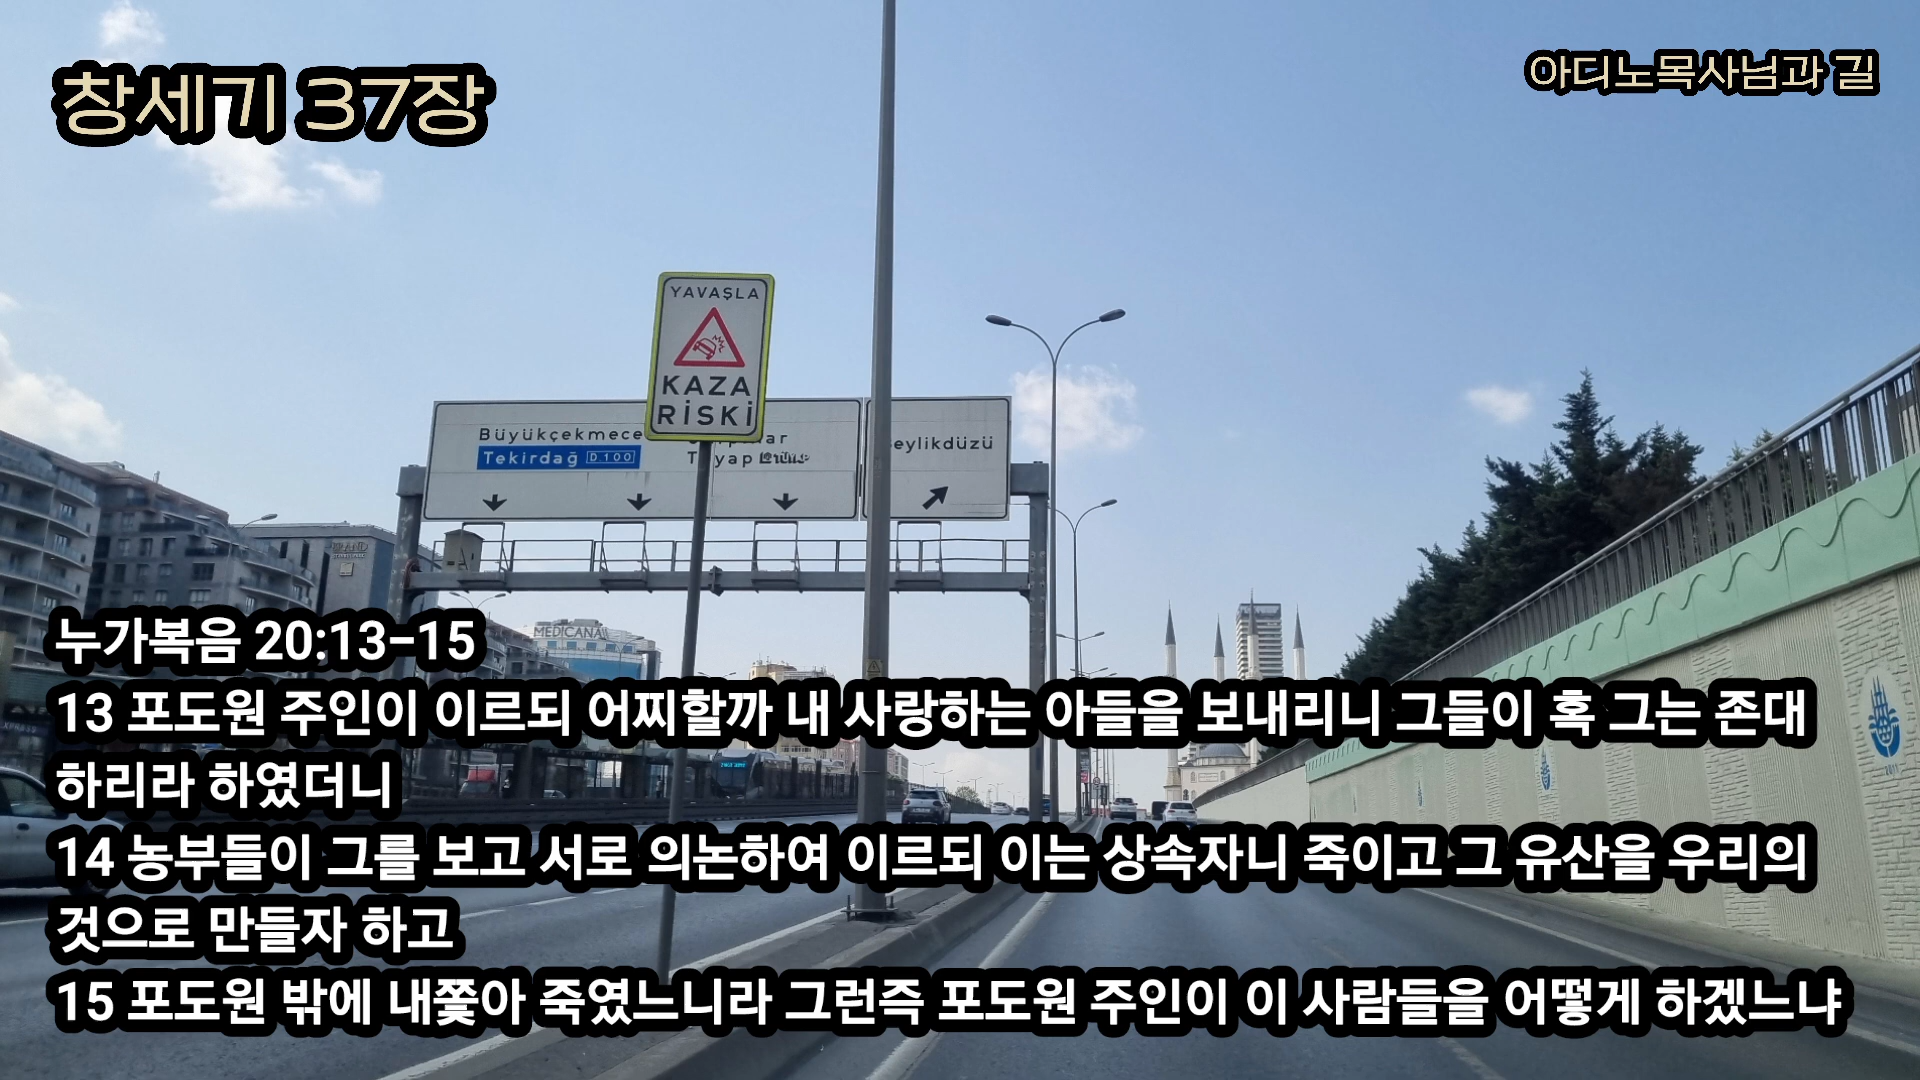 창세기 37장
아디노목사님과 길
YAVAŞLA
KAZA
RİSKİ
Büyükçekmece
Tekirdağ D.100
eylikdüzü
MEDICANA
누가복음 20:13-15
13 포도원 주인이 이르되 어찌할까 내 사랑하는 아들을 보내리니 그들이 혹 그는 존대
하리라 하였더니
14 농부들이 그를 보고 서로 의논하여 이르되 이는 상속자니 죽이고 그 유산을 우리의
것으로 만들자 하고
15 포도원 밖에 내쫓아 죽였느니라 그런즉 포도원 주인이 이 사람들을 어떻게 하겠느냐